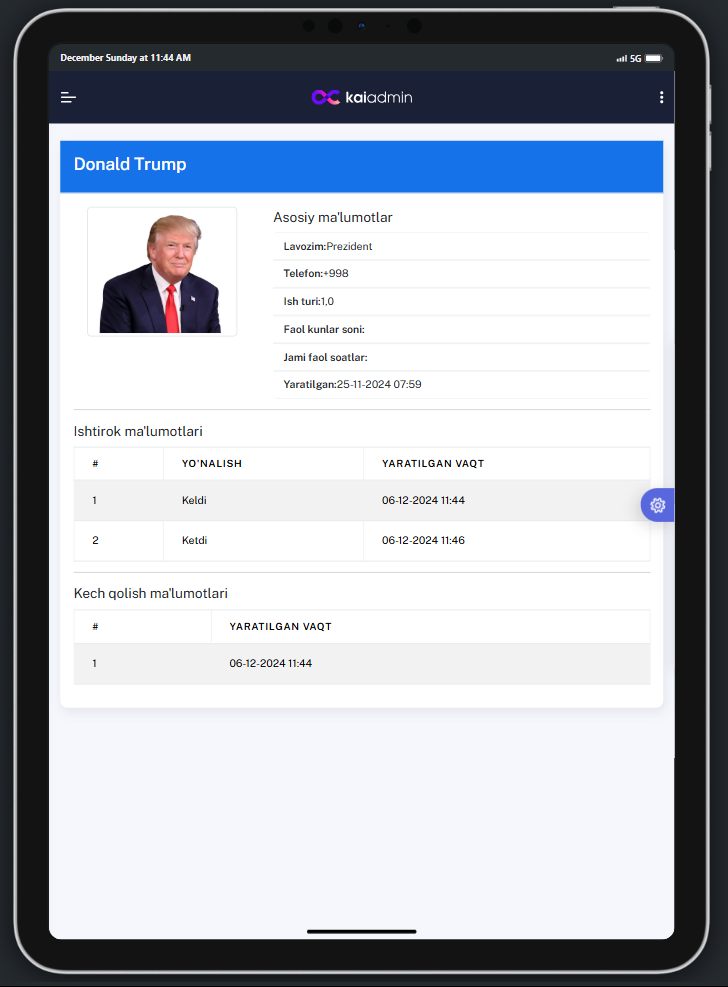 December Sunday at 11:44 AM 5G
kaiadmin
Donald Trump
Asosiy ma'lumotlar
Lavozim:Prezident
Telefon:+998
Ish turi:1,0
Faol kunlar soni:
Jami faol soatlar:
Yaratilgan:25-11-2024 07:59
Ishtirok ma'lumotlari
# YO'NALISH YARATILGAN VAQT
1 Keldi 06-12-2024 11:44
2 Ketdi 06-12-2024 11:46
Kech qolish ma'lumotlari
# YARATILGAN VAQT
1 06-12-2024 11:44